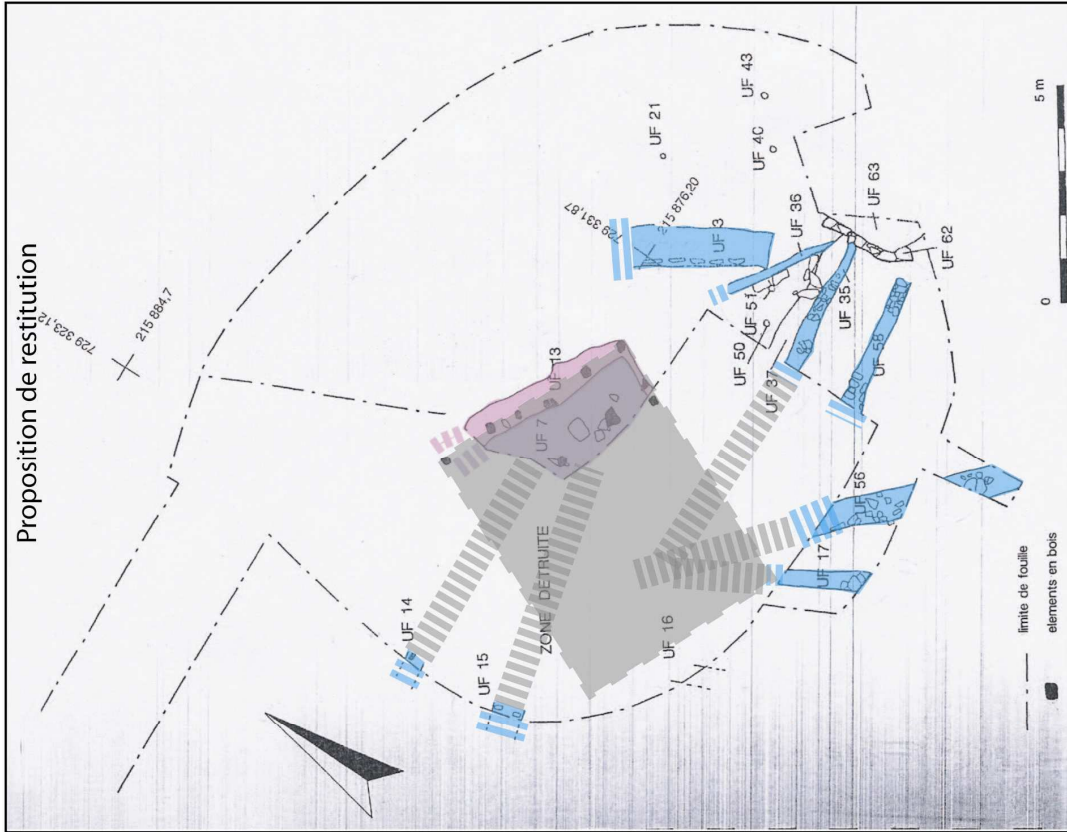 Proposition de restitution
729 323,12
215 884,7
UF 43
UF 21
UF 40
729 331,87
215 876,20
UF 3
UF 36
UF 63
UF 62
UF 51
UF 35
UF 50
UF 37
UF 58
UF 13
UF 7
UF 56
UF 17
UF 14
UF 15
ZONE DETRUITE
UF 16
limite de fouille
elements en bois
0
5 m